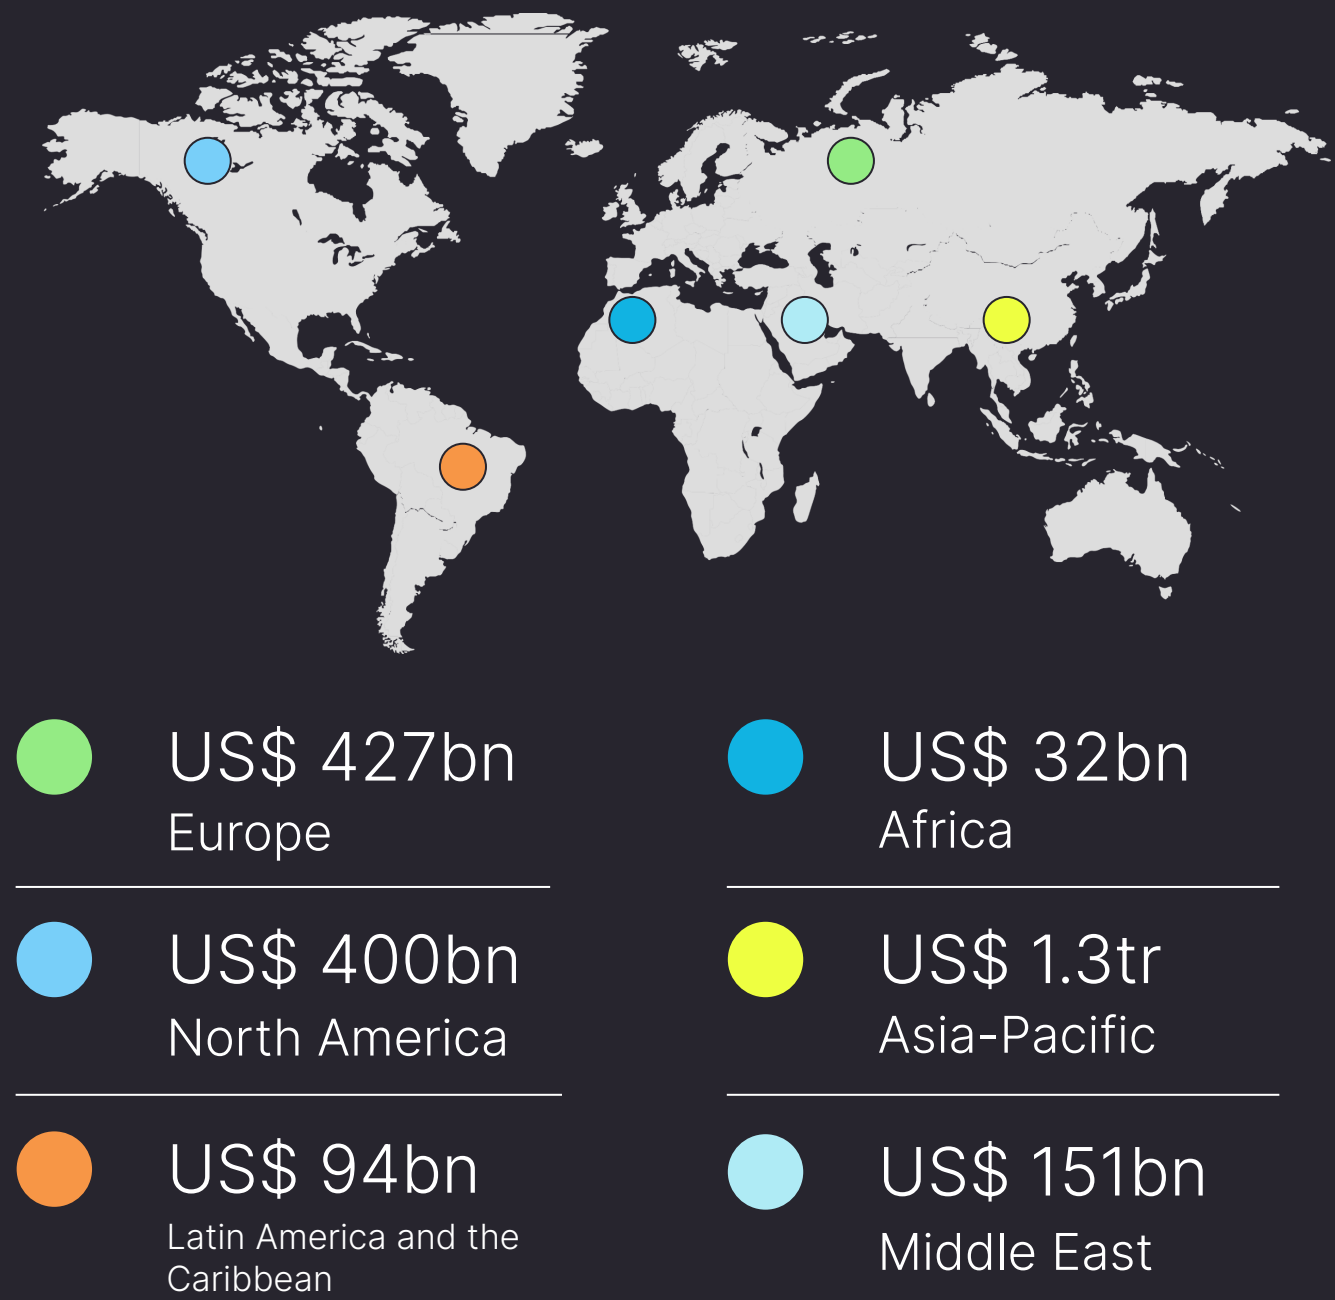 US$ 427bn
Europe
US$ 32bn
Africa
US$ 400bn
North America
US$ 1.3tr
Asia-Pacific
US$ 94bn
Latin America and the
Caribbean
US$ 151bn
Middle East